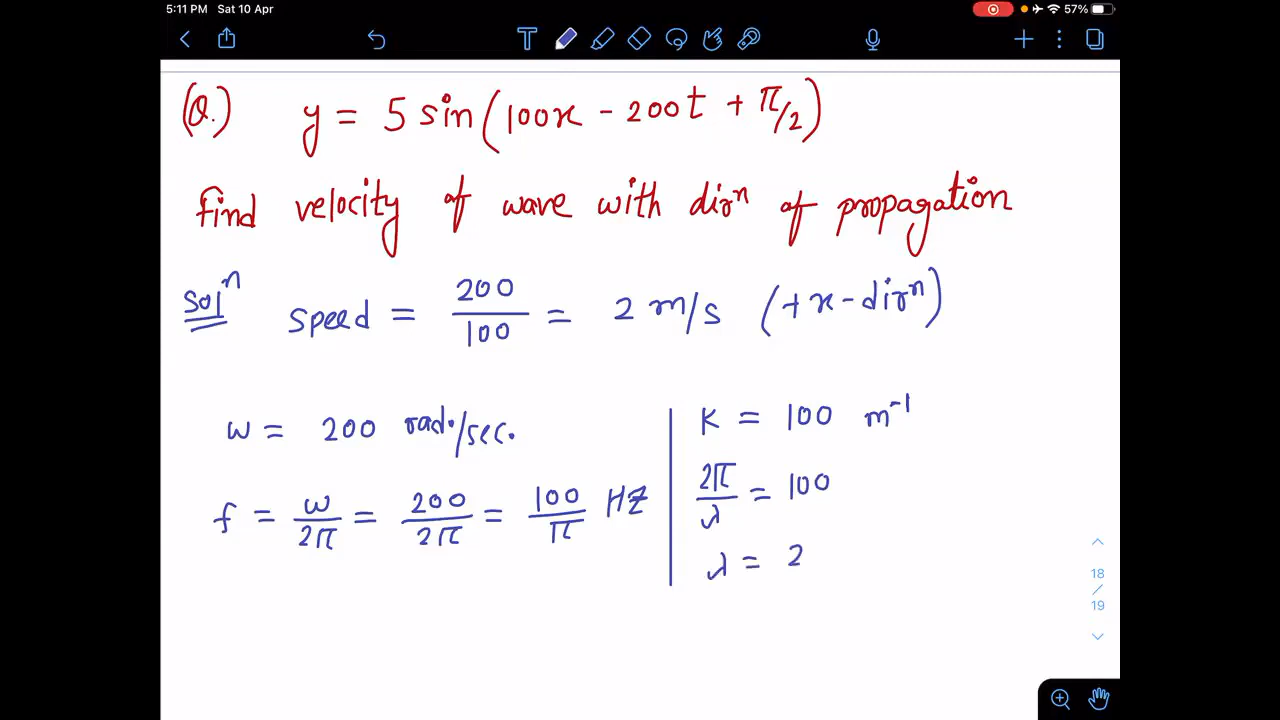 5:11 PM Sat 10 Apr 57%
(Q.) y = 5 sin(100x - 200t + π/2)
find velocity of wave with dirⁿ of propagation
Solⁿ speed = 200/100 = 2 m/s (+x-dirⁿ)
w = 200 rad./sec.
f = ω/2π = 200/2π = 100/π HZ
K = 100 m⁻¹
2π/λ = 100
λ = 2
18
/
19